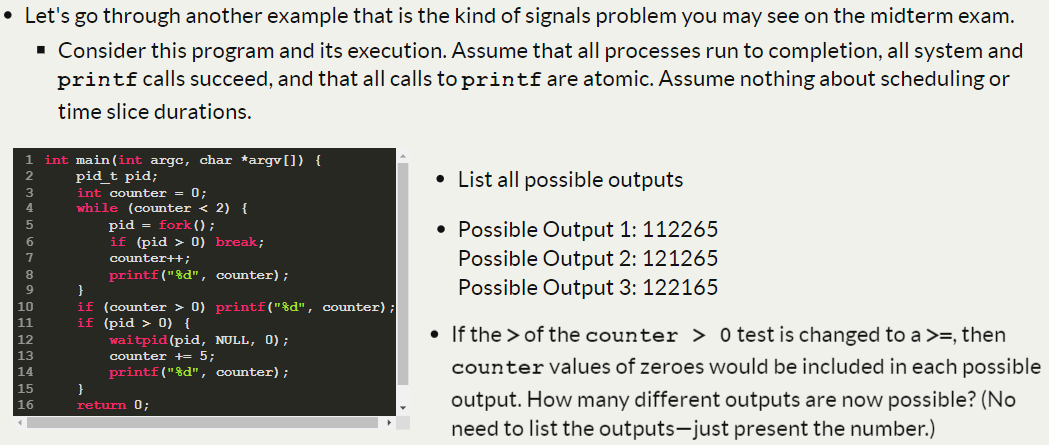 • Let's go through another example that is the kind of signals problem you may see on the midterm exam.
▪ Consider this program and its execution. Assume that all processes run to completion, all system and
printf calls succeed, and that all calls to printf are atomic. Assume nothing about scheduling or
time slice durations.
1 int main(int argc, char *argv[]) {
2     pid_t pid;
3     int counter = 0;
4     while (counter < 2) {
5         pid = fork();
6         if (pid > 0) break;
7         counter++;
8         printf("%d", counter);
9     }
10     if (counter > 0) printf("%d", counter);
11     if (pid > 0) {
12         waitpid(pid, NULL, 0);
13         counter += 5;
14         printf("%d", counter);
15     }
16     return 0;
• List all possible outputs
• Possible Output 1: 112265
Possible Output 2: 121265
Possible Output 3: 122165
• If the > of the counter > 0 test is changed to a >=, then
counter values of zeroes would be included in each possible
output. How many different outputs are now possible? (No
need to list the outputs—just present the number.)